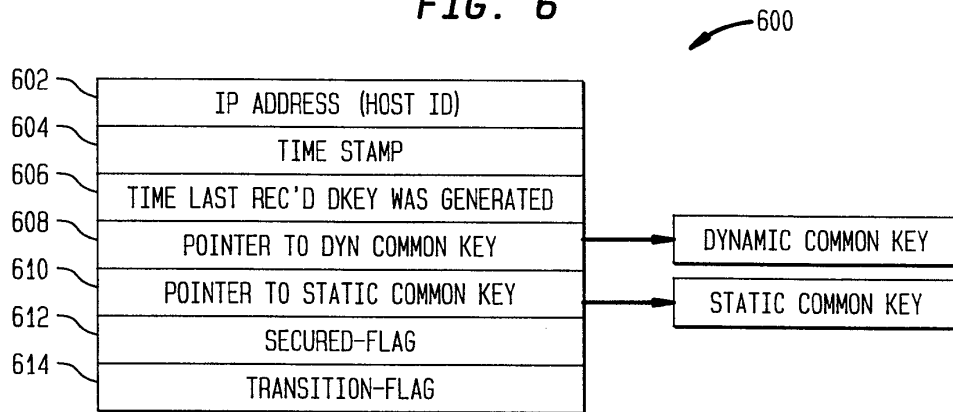 FIG. 6
600
602 IP ADDRESS (HOST ID)
604 TIME STAMP
606 TIME LAST REC'D DKEY WAS GENERATED
608 POINTER TO DYN COMMON KEY DYNAMIC COMMON KEY
610 POINTER TO STATIC COMMON KEY STATIC COMMON KEY
612 SECURED-FLAG
614 TRANSITION-FLAG